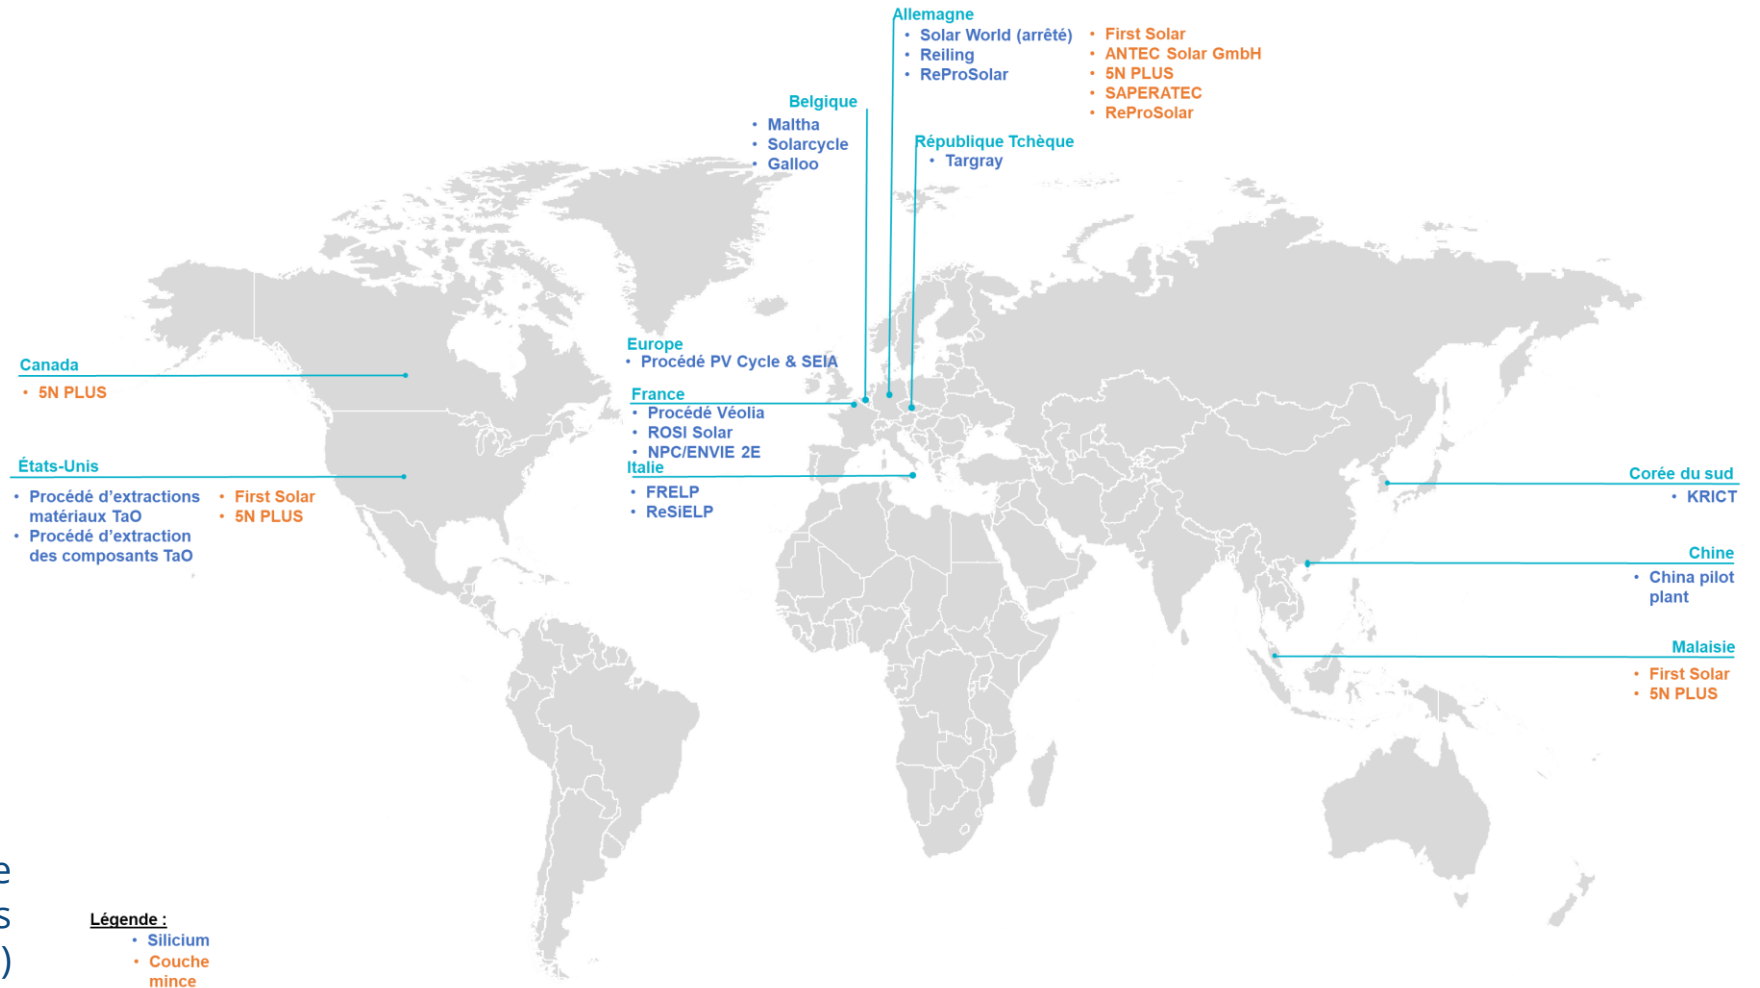 Allemagne
• Solar World (arrêté)
• Reiling
• ReProSolar
• First Solar
• ANTEC Solar GmbH
• 5N PLUS
• SAPERATEC
• ReProSolar
Belgique
• Maltha
• Solarcycle
• Galloo
République Tchèque
• Targray
Europe
• Procédé PV Cycle & SEIA
Canada
• 5N PLUS
France
• Procédé Véolia
• ROSI Solar
• NPC/ENVIE 2E
Italie
• FRELP
• ReSiELP
États-Unis
• Procédé d'extractions
matériaux TaO
• Procédé d'extraction
des composants TaO
• First Solar
• 5N PLUS
Corée du sud
• KRICT
Chine
• China pilot
plant
Malaisie
• First Solar
• 5N PLUS
e
s
)
Légende :
• Silicium
• Couche
mince